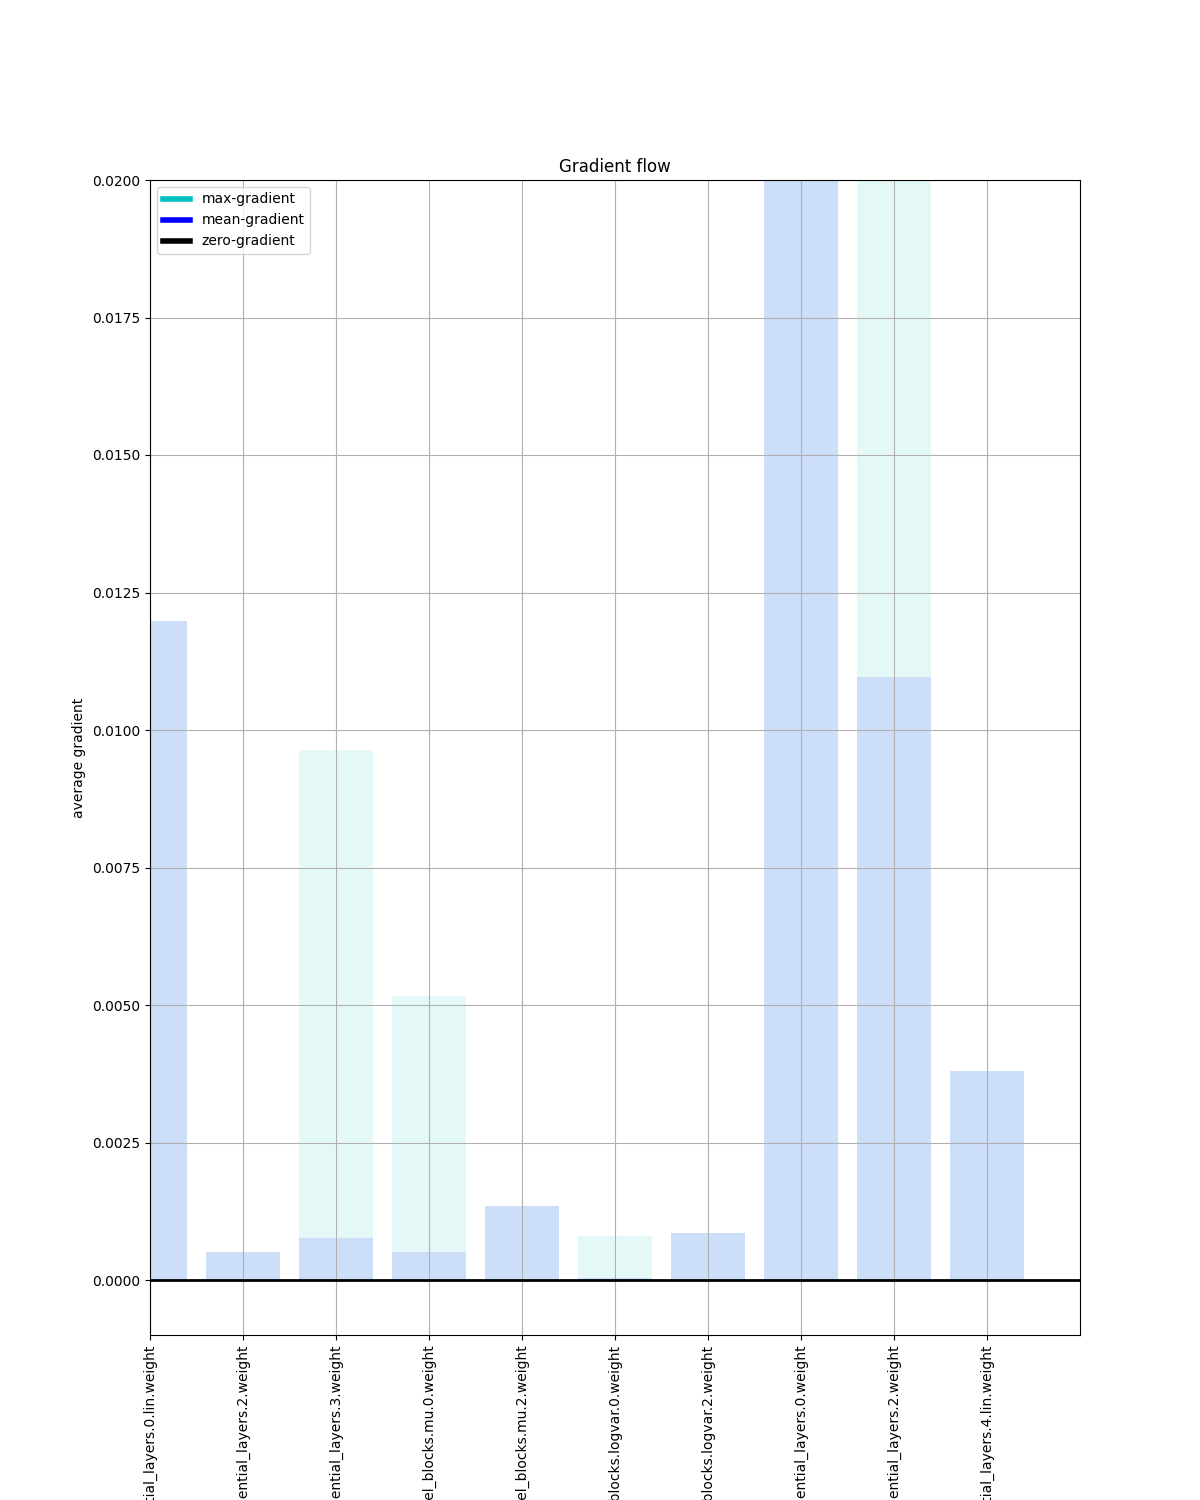 Gradient flow
max-gradient
mean-gradient
zero-gradient
0.0200
0.0175
0.0150
0.0125
0.0100
0.0075
0.0050
0.0025
0.0000
average gradient
tial_layers.0.lin.weight
ential_layers.2.weight
ential_layers.3.weight
el_blocks.mu.0.weight
el_blocks.mu.2.weight
blocks.logvar.0.weight
blocks.logvar.2.weight
ential_layers.0.weight
ential_layers.2.weight
tial_layers.4.lin.weight